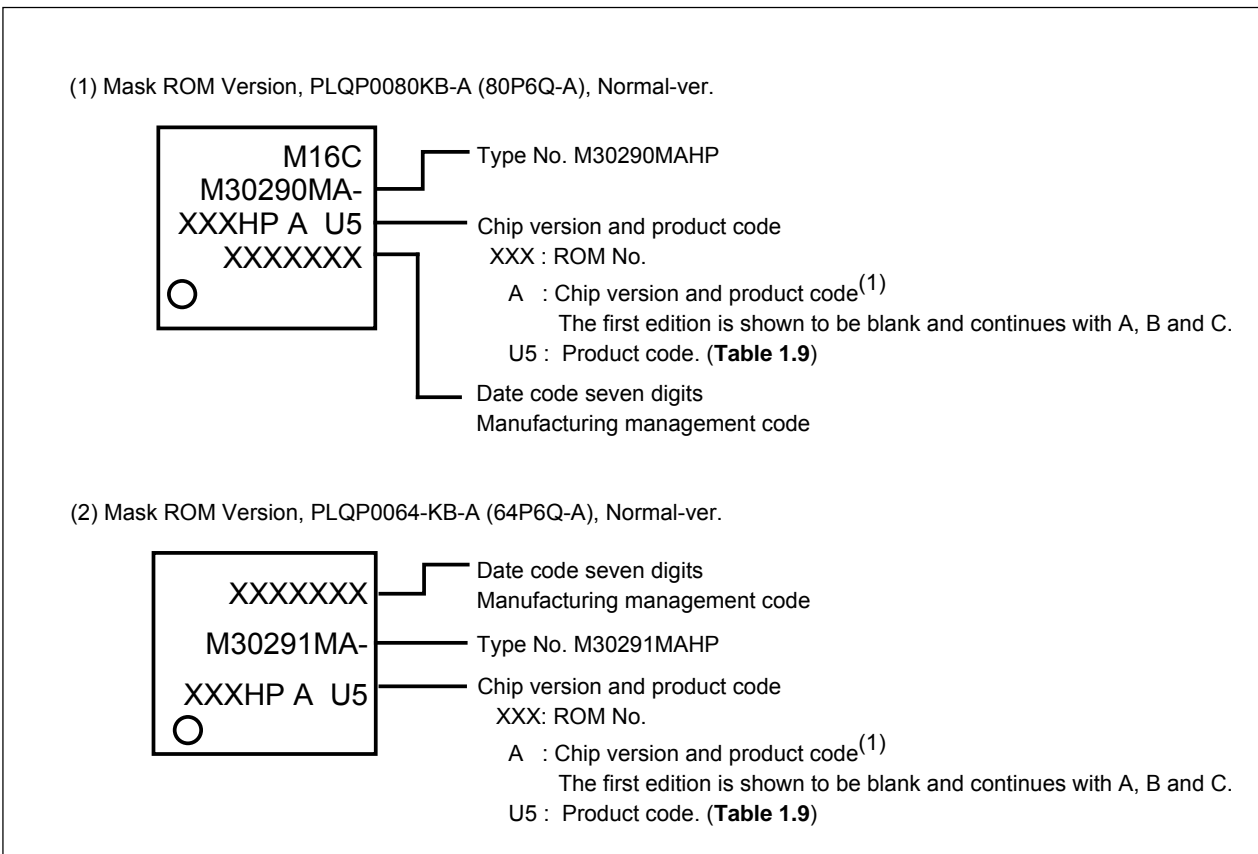 (1) Mask ROM Version, PLQP0080KB-A (80P6Q-A), Normal-ver.
M16C
M30290MA-
XXXHP A U5
XXXXXXX
Type No. M30290MAHP
Chip version and product code
XXX : ROM No.
A : Chip version and product code(1)
The first edition is shown to be blank and continues with A, B and C.
U5 : Product code. (Table 1.9)
Date code seven digits
Manufacturing management code
(2) Mask ROM Version, PLQP0064-KB-A (64P6Q-A), Normal-ver.
XXXXXXX
M30291MA-
XXXHP A U5
Date code seven digits
Manufacturing management code
Type No. M30291MAHP
Chip version and product code
XXX: ROM No.
A : Chip version and product code(1)
The first edition is shown to be blank and continues with A, B and C.
U5 : Product code. (Table 1.9)